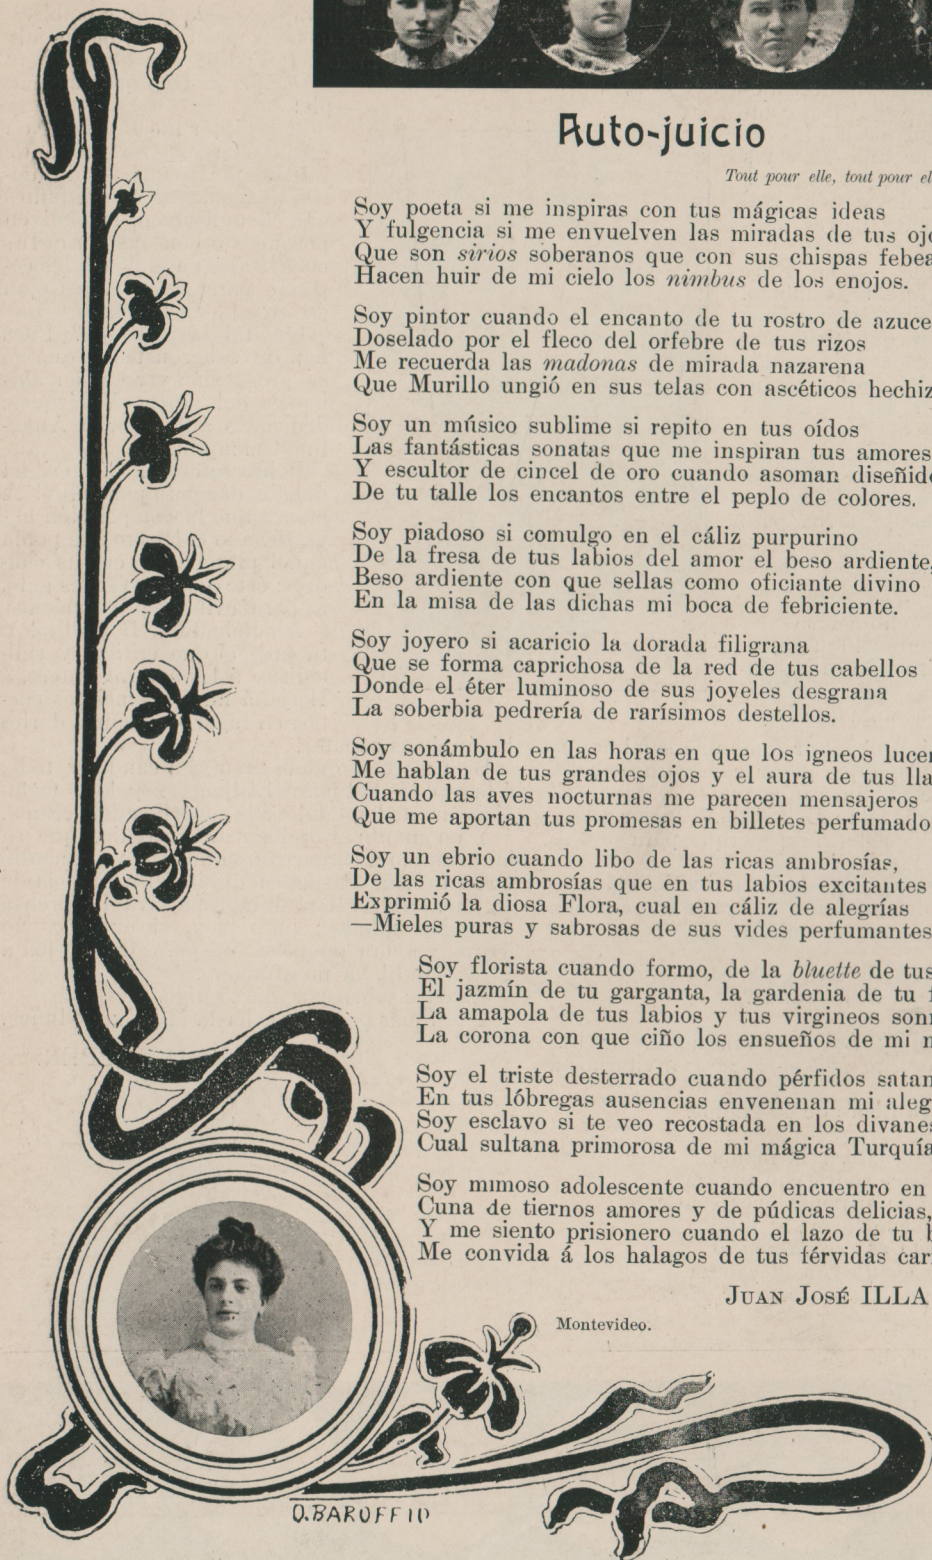 Auto-juicio
Tout pour elle, tout pour
Soy poeta si me inspiras con tus mágicas ideas
Y fulgencia si me envuelven las miradas de tus
Que son sirios soberanos que con sus chispas
Hacen huir de mi cielo los nimbus de los enojos.
Soy pintor cuando el encanto de tu rostro de
Doselado por el fleco del orfebre de tus rizos
Me recuerda las madonas de mirada nazarena
Que Murillo ungió en sus telas con ascéticos
Soy un músico sublime si repito en tus oídos
Las fantásticas sonatas que me inspiran tus amores
Y escultor de cincel de oro cuando asoman
De tu talle los encantos entre el peplo de colores.
Soy piadoso si comulgo en el cáliz purpurino
De la fresa de tus labios del amor el beso ardiente,
Beso ardiente con que sellas como oficiante divino
En la misa de las dichas mi boca de febriciente.
Soy joyero si acaricio la dorada filigrana
Que se forma caprichosa de la red de tus cabellos
Donde el éter luminoso de sus joyeles desgrana
La soberbia pedrería de rarísimos destellos.
Soy sonámbulo en las horas en que los igneos
Me hablan de tus grandes ojos y el aura de tus
Cuando las aves nocturnas me parecen mensajeros
Que me aportan tus promesas en billetes
Soy un ebrio cuando libo de las ricas ambrosías,
De las ricas ambrosías que en tus labios excitantes
Exprimió la diosa Flora, cual en cáliz de alegrías
—Mieles puras y sabrosas de sus vides perfumantes
Soy florista cuando formo, de la bluette de tus
El jazmín de tu garganta, la gardenia de tu
La amapola de tus labios y tus virgineos
La corona con que ciño los ensueños de mi
Soy el triste desterrado cuando pérfidos
En tus lóbregas ausencias envenenan mi
Soy esclavo si te veo recostada en los
Cual sultana primorosa de mi mágica Turquía
Soy mimoso adolescente cuando encuentro en
Cuna de tiernos amores y de púdicas delicias,
Y me siento prisionero cuando el lazo de tu
Me convida á los halagos de tus férvidas
JUAN JOSÉ ILLA
Montevideo.
O. BAROFFIO